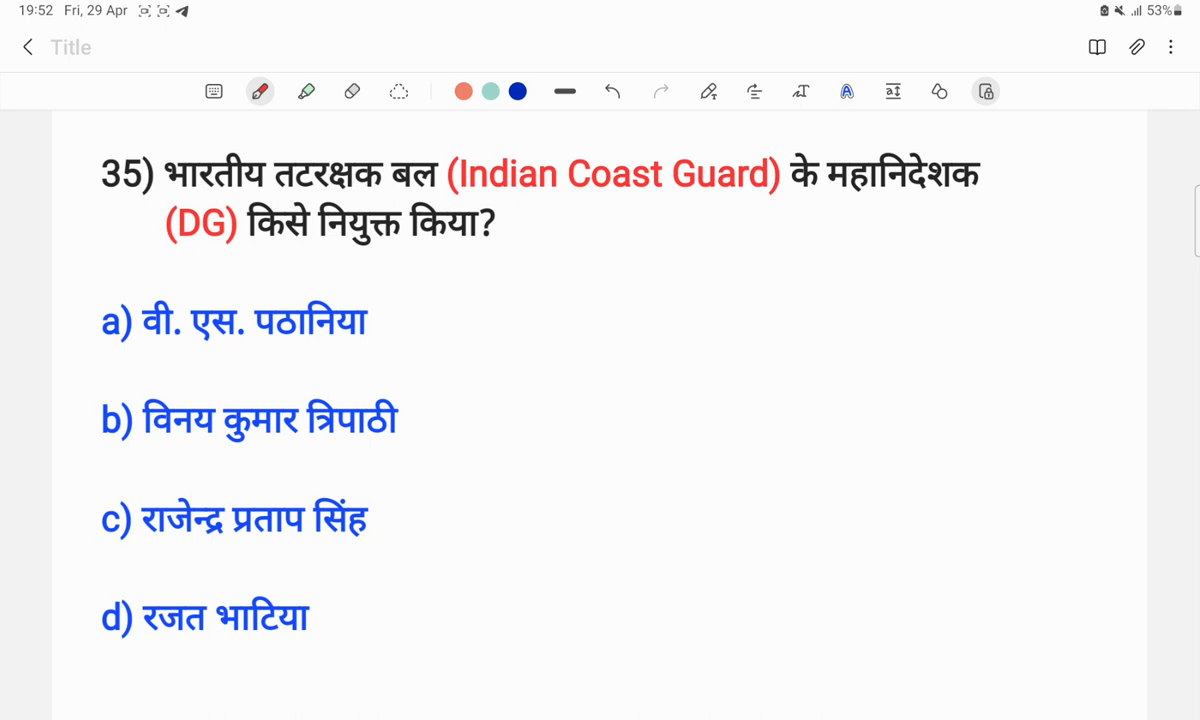 19:52 Fri, 29 Apr 53%
Title
35) भारतीय तटरक्षक बल (Indian Coast Guard) के महानिदेशक
(DG) किसे नियुक्त किया?
a) वी. एस. पठानिया
b) विनय कुमार त्रिपाठी
c) राजेन्द्र प्रताप सिंह
d) रजत भाटिया